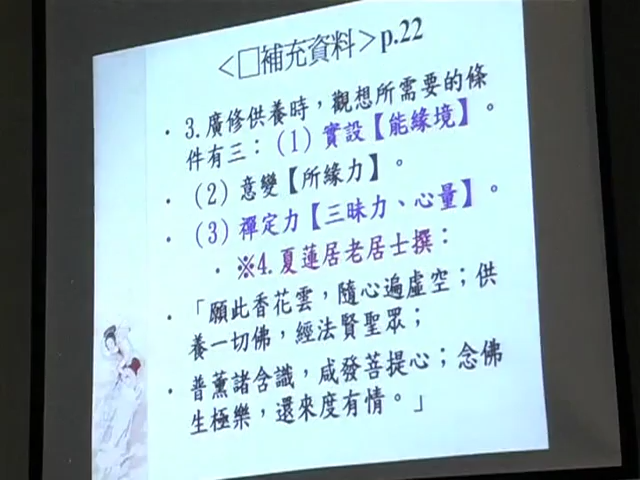 <□補充資料>p.22
• 3.廣修供養時，觀想所需要的條
件有三：(1)實設【能緣境】。
• (2)意變【所緣力】。
• (3)禪定力【三昧力、心量】。
• ※4.夏蓮居老居士撰：
• 「願此香花雲，隨心遍虛空；供
養一切佛，經法賢聖眾；
• 普薰諸含識，咸發菩提心；念佛
生極樂，還來度有情。」